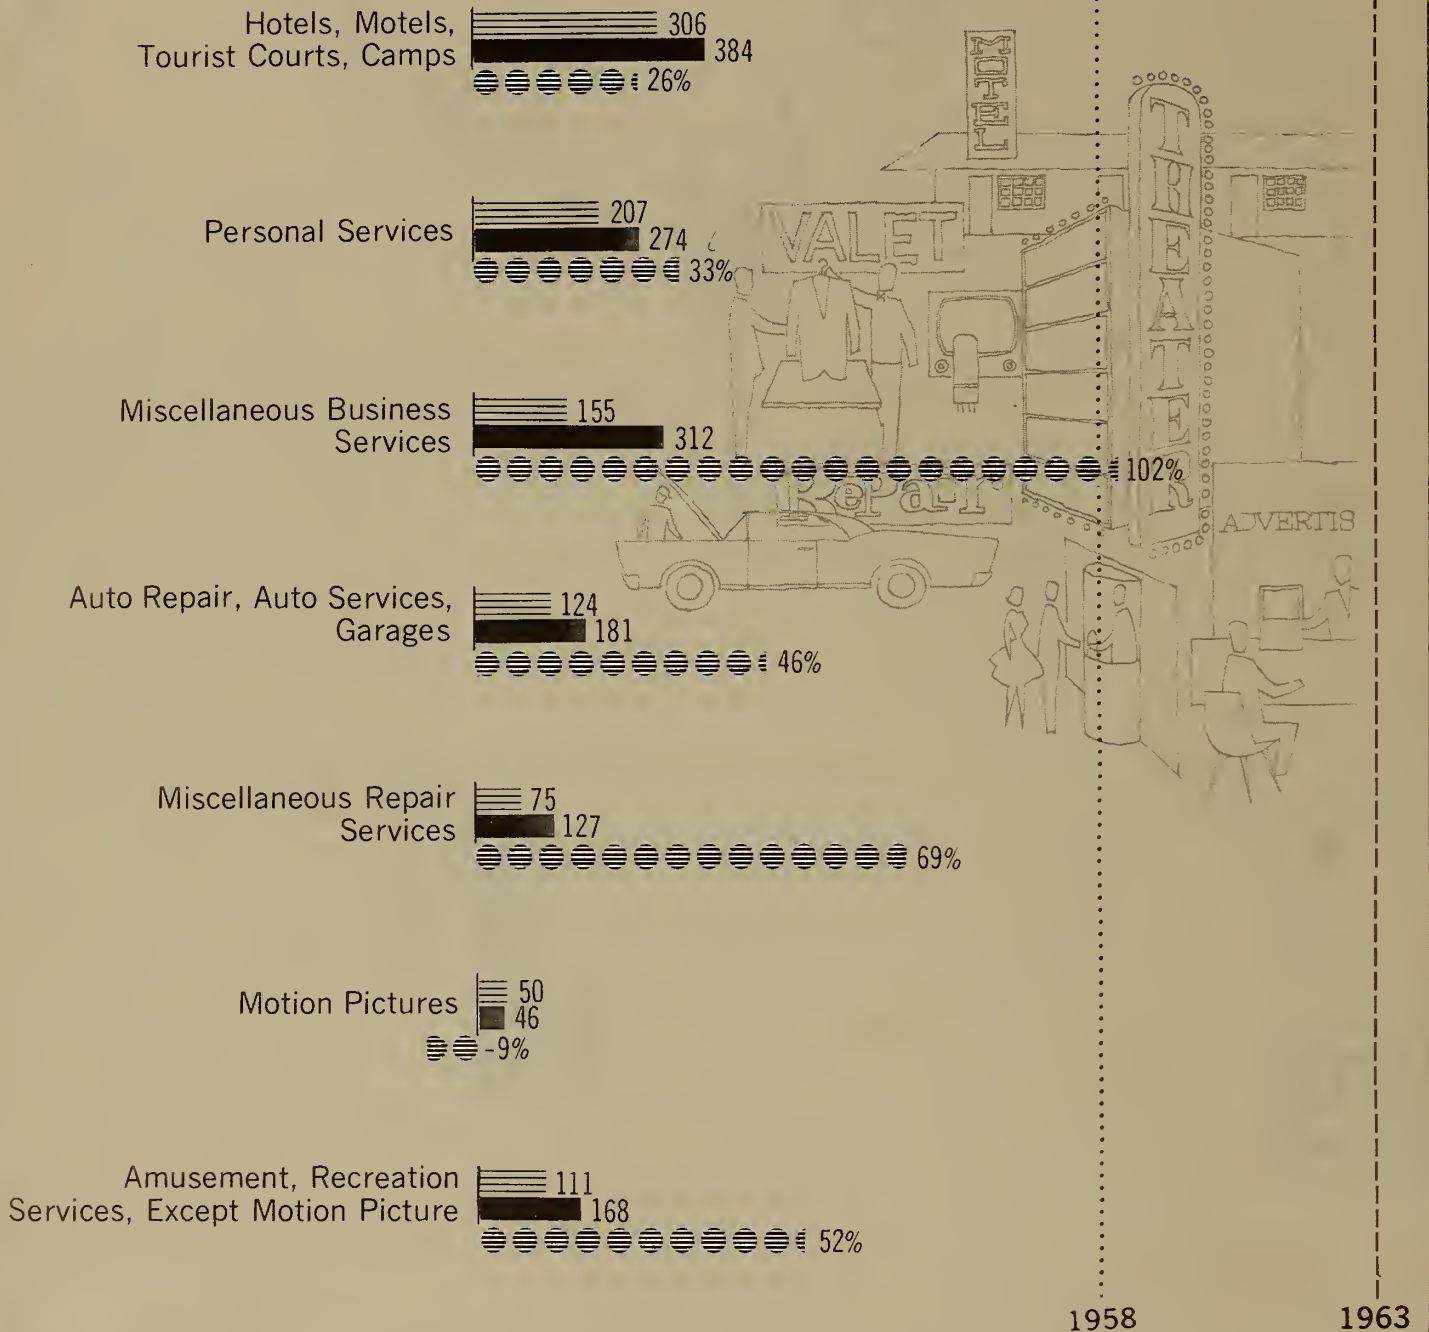 Hotels, Motels,
Tourist Courts, Camps
306
384
26%
MOTEL
THEATER
Personal Services
207
274
33%
VALET
Miscellaneous Business
Services
155
312
102%
RePair
ADVERTIS
Auto Repair, Auto Services,
Garages
124
181
46%
Miscellaneous Repair
Services
75
127
69%
Motion Pictures
50
46
-9%
Amusement, Recreation
Services, Except Motion Picture
111
168
52%
1958
1963